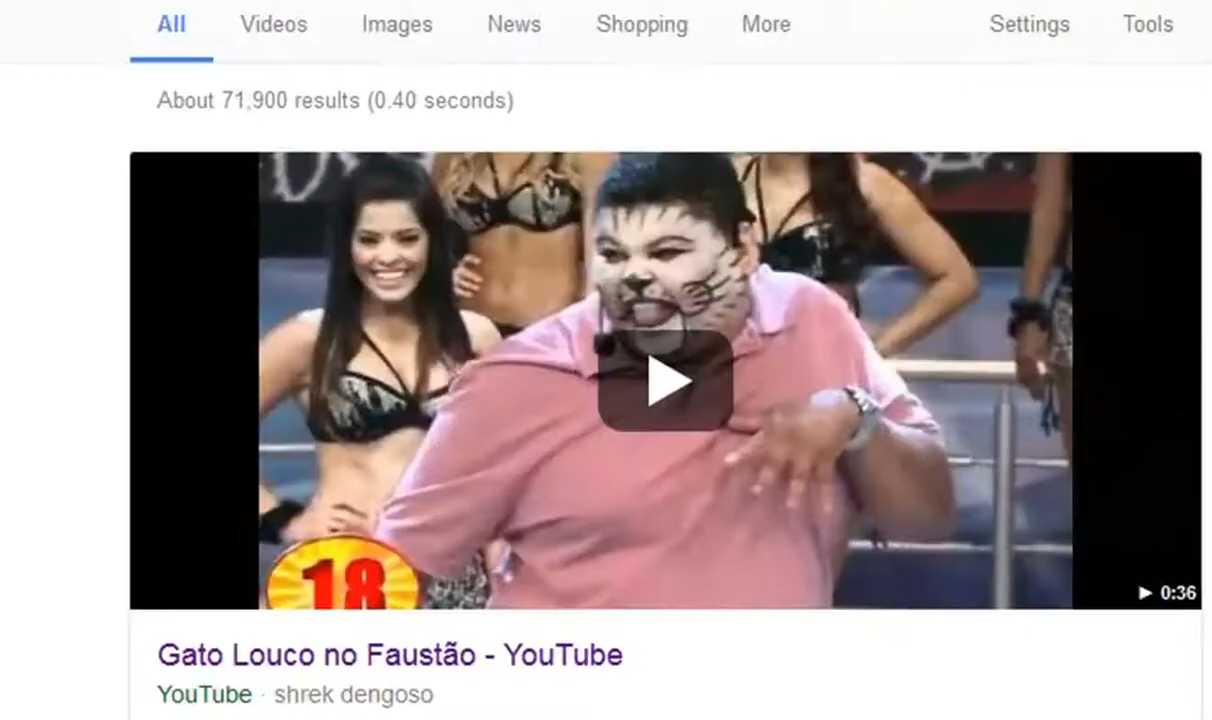 All Videos Images News Shopping More Settings Tools
About 71,900 results (0.40 seconds)
18
0:36
Gato Louco no Faustão - YouTube
YouTube · shrek dengoso